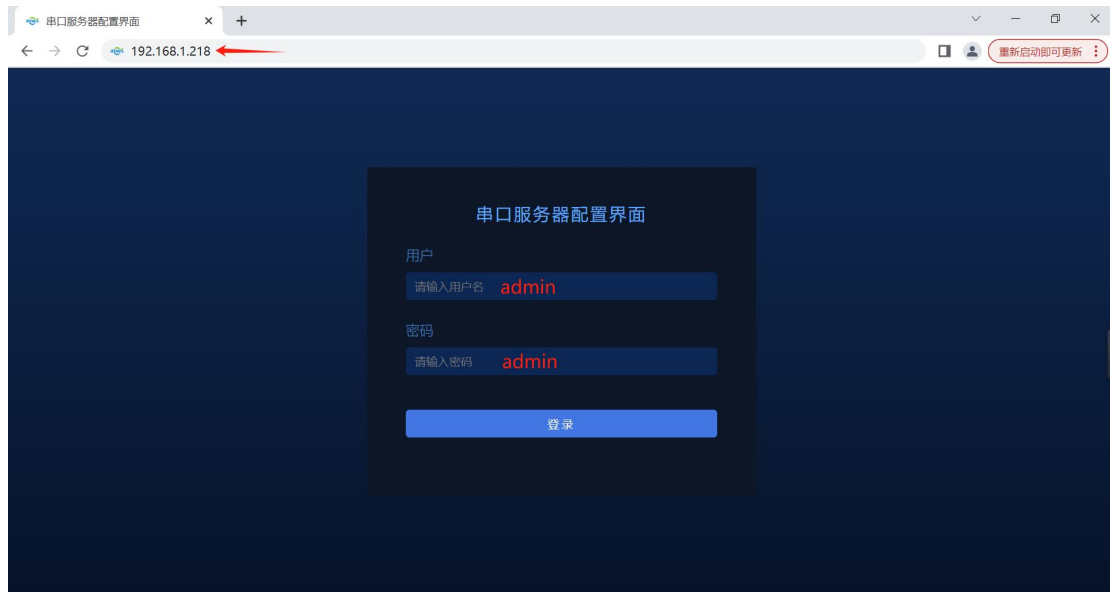 串口服务器配置界面
192.168.1.218
重新启动即可更新
串口服务器配置界面
用户
请输入用户名 admin
密码
请输入密码 admin
登录